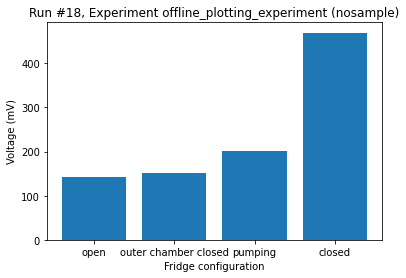 Run #18, Experiment offline_plotting_experiment (nosample)
Voltage (mV)
400
300
200
100
0
open outer chamber closed pumping closed
Fridge configuration